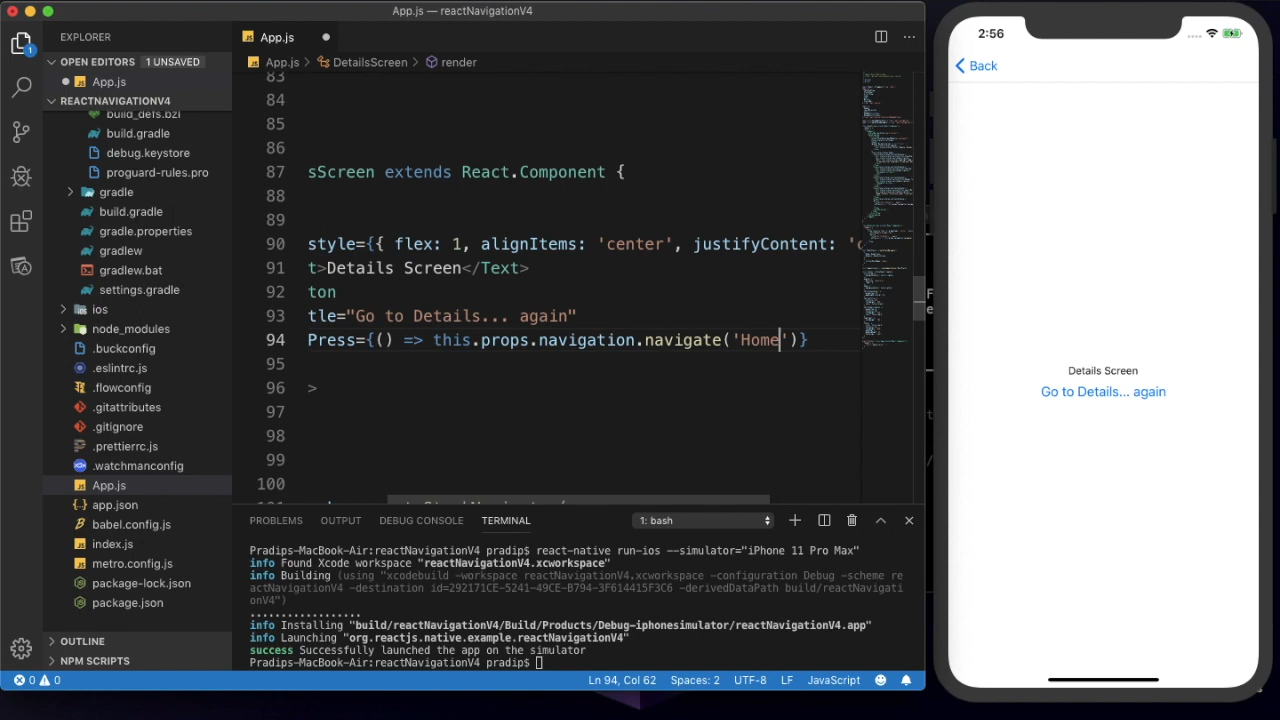 App.js — reactNavigationV4
EXPLORER
OPEN EDITORS 1 UNSAVED
App.js
REACTNAVIGATIONV4
build_defs.bzl
build.gradle
debug.keystore
proguard-rules.pro
gradle
build.gradle
gradle.properties
gradlew
gradlew.bat
settings.gradle
ios
node_modules
.buckconfig
.eslintrc.js
.flowconfig
.gitattributes
.gitignore
.prettierrc.js
.watchmanconfig
App.js
app.json
babel.config.js
index.js
metro.config.js
package-lock.json
package.json
OUTLINE
NPM SCRIPTS
1
App.js
App.js > DetailsScreen > render
83
84
85
86
87 sScreen extends React.Component {
88
89
90 style={{ flex: 1, alignItems: 'center', justifyContent: 'c
91 t>Details Screen</Text>
92 ton
93 tle="Go to Details... again"
94 Press={() => this.props.navigation.navigate('Home')}
95
96 >
97
98
99
100
PROBLEMS OUTPUT DEBUG CONSOLE TERMINAL 1: bash
Pradips-MacBook-Air:reactNavigationV4 pradip$ react-native run-ios --simulator="iPhone 11 Pro Max"
info Found Xcode workspace "reactNavigationV4.xcworkspace"
info Building (using "xcodebuild -workspace reactNavigationV4.xcworkspace -configuration Debug -scheme re
actNavigationV4 -destination id=292171CE-5241-49CE-B794-3F614415F3C6 -derivedDataPath build/reactNavigati
onV4")
.................
info Installing "build/reactNavigationV4/Build/Products/Debug-iphonesimulator/reactNavigationV4.app"
info Launching "org.reactjs.native.example.reactNavigationV4"
success Successfully launched the app on the simulator
Pradips-MacBook-Air:reactNavigationV4 pradip$
0 0 Ln 94, Col 62 Spaces: 2 UTF-8 LF JavaScript
2:56
Back
Details Screen
Go to Details... again